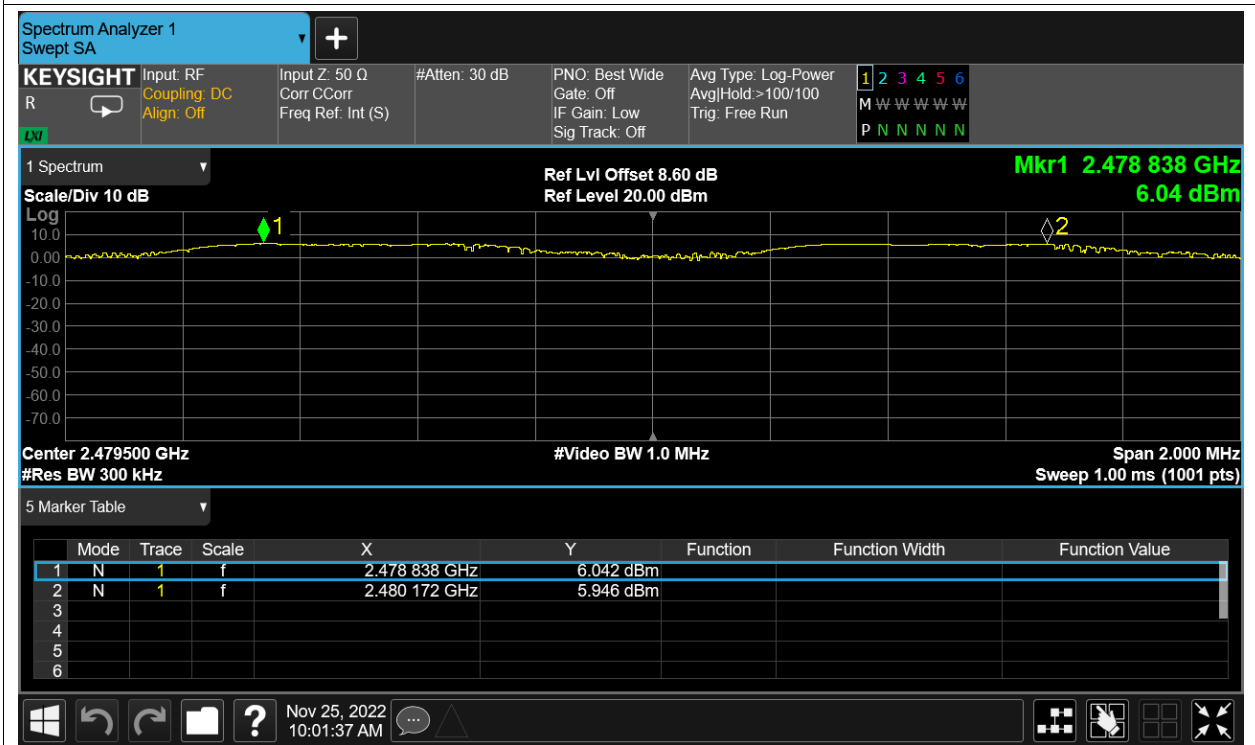 Spectrum Analyzer 1
Swept SA
KEYSIGHT Input: RF Input Z: 50 Ω #Atten: 30 dB PNO: Best Wide Avg Type: Log-Power 1 2 3 4 5 6
R Coupling: DC Corr CCorr Gate: Off Avg|Hold:>100/100 M W W W W W W
Align: Off Freq Ref: Int (S) IF Gain: Low Trig: Free Run
LXI Sig Track: Off P N N N N N N
1 Spectrum Ref Lvl Offset 8.60 dB Mkr1 2.478 838 GHz
Scale/Div 10 dB Ref Level 20.00 dBm 6.04 dBm
Log
1 2
10.0
0.00
-10.0
-20.0
-30.0
-40.0
-50.0
-60.0
-70.0
Center 2.479500 GHz #Video BW 1.0 MHz Span 2.000 MHz
#Res BW 300 kHz Sweep 1.00 ms (1001 pts)
5 Marker Table
Mode Trace Scale X Y Function Function Width Function Value
1 N 1 f 2.478 838 GHz 6.042 dBm
2 N 1 f 2.480 172 GHz 5.946 dBm
3
4
5
6
? Nov 25, 2022
10:01:37 AM